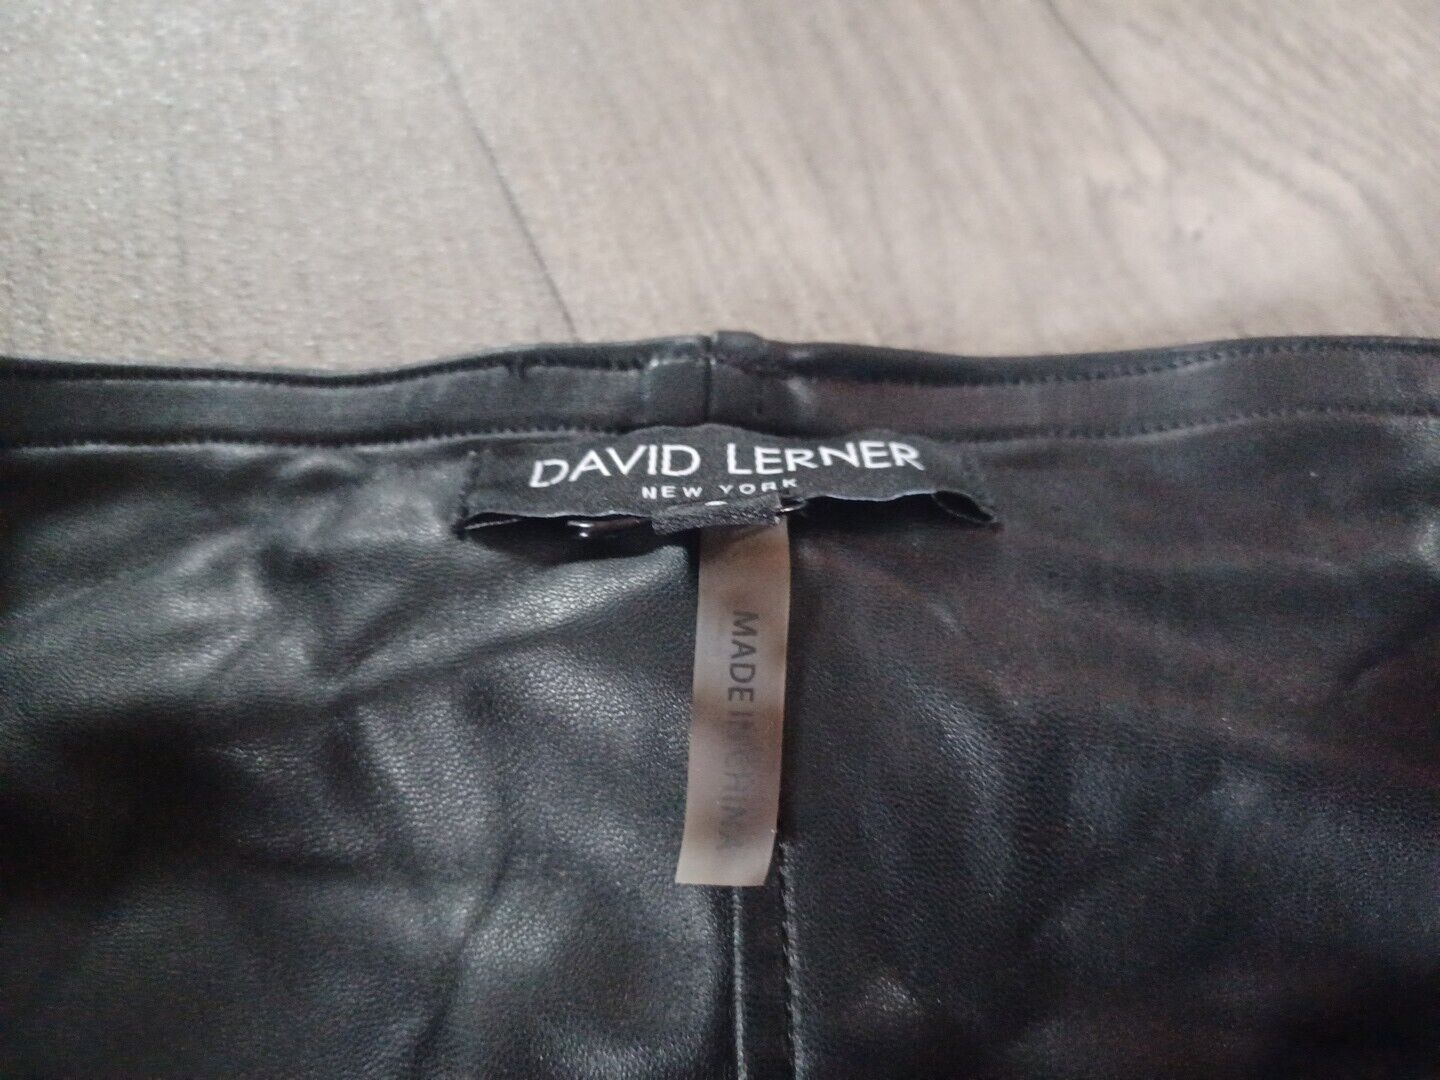 DAVID LERNER
NEW YORK
MADE IN CHINA